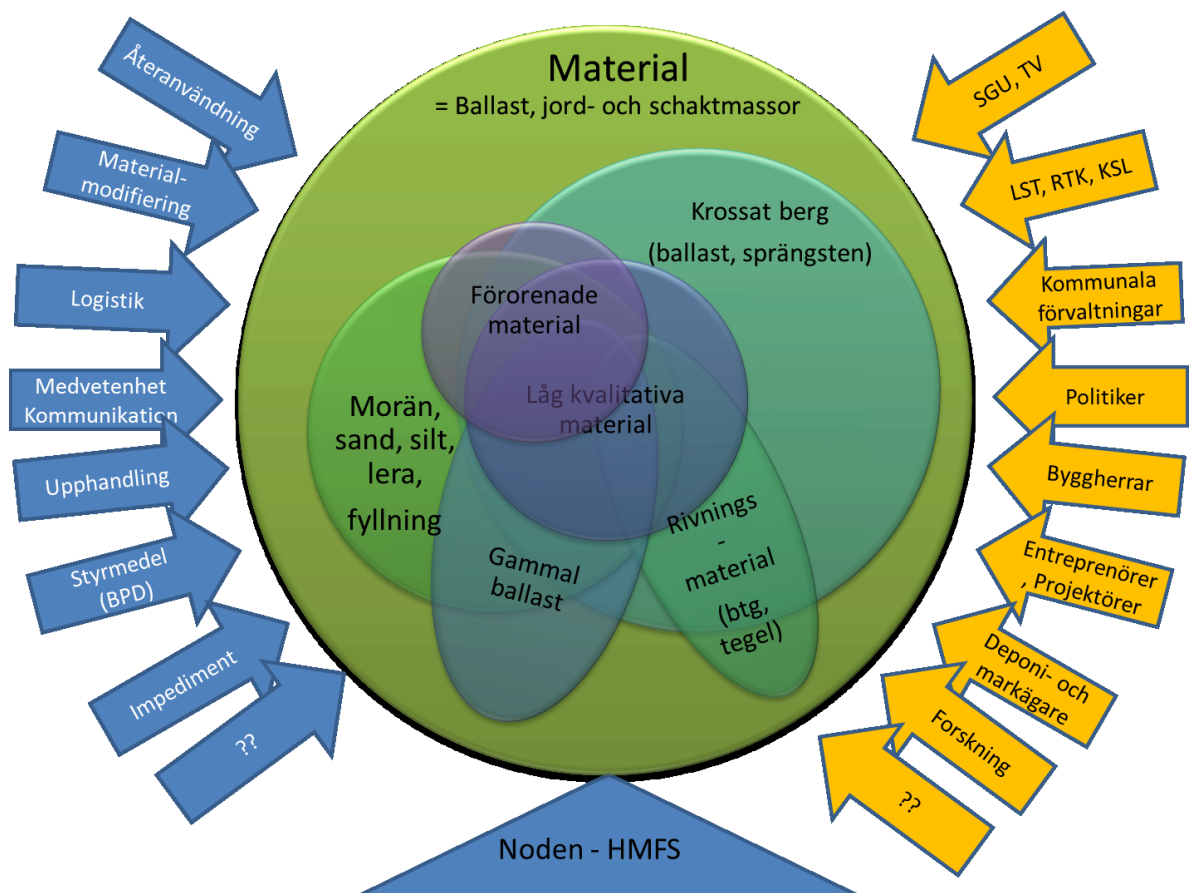 Material
= Ballast, jord- och schaktmassor
Krossat berg
(ballast, sprängsten)
Förorenade
material
Låg kvalitativa
material
Morän,
sand, silt,
lera,
fyllning
Gammal
ballast
Rivnings
-
material
(btg,
tegel)
Återanvändning
Material-
modifiering
Logistik
Medvetenhet
Kommunikation
Upphandling
Styrmedel
(BPD)
Impediment
??
SGU, TV
LST, RTK, KSL
Kommunala
förvaltningar
Politiker
Byggherrar
Entreprenörer
, Projektörer
Deponi- och
markägare
Forskning
??
Noden - HMFS